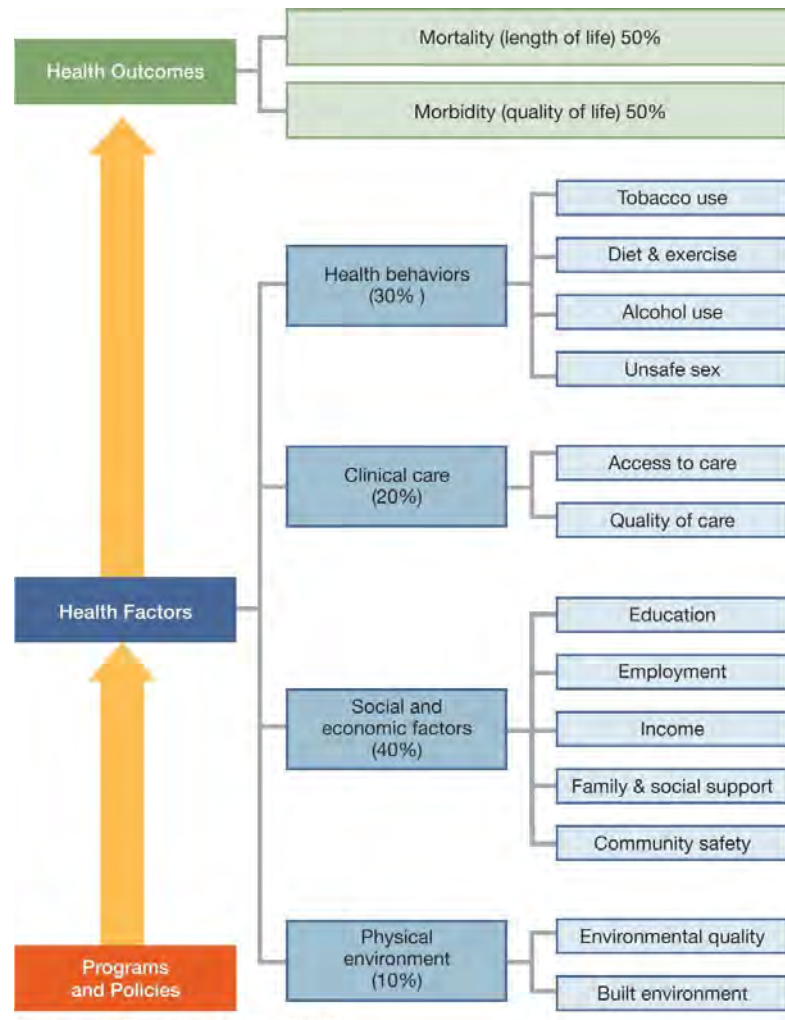 Health Outcomes
Mortality (length of life) 50%
Morbidity (quality of life) 50%
Health Factors
Health behaviors
(30% )
Tobacco use
Diet & exercise
Alcohol use
Unsafe sex
Clinical care
(20%)
Access to care
Quality of care
Social and
economic factors
(40%)
Education
Employment
Income
Family & social support
Community safety
Physical
environment
(10%)
Environmental quality
Built environment
Programs
and Policies